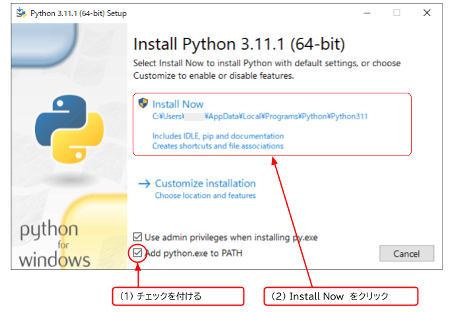 Python 3.11.1 (64-bit) Setup
Install Python 3.11.1 (64-bit)
Select Install Now to install Python with default settings, or choose
Customize to enable or disable features.
Install Now
C:¥Users¥ ¥AppData¥Local¥Programs¥Python¥Python311
Includes IDLE, pip and documentation
Creates shortcuts and file associations
→ Customize installation
Choose location and features
python
for
windows
Use admin privileges when installing py.exe
Add python.exe to PATH
Cancel
(1) チェックを付ける
(2) Install Now をクリック